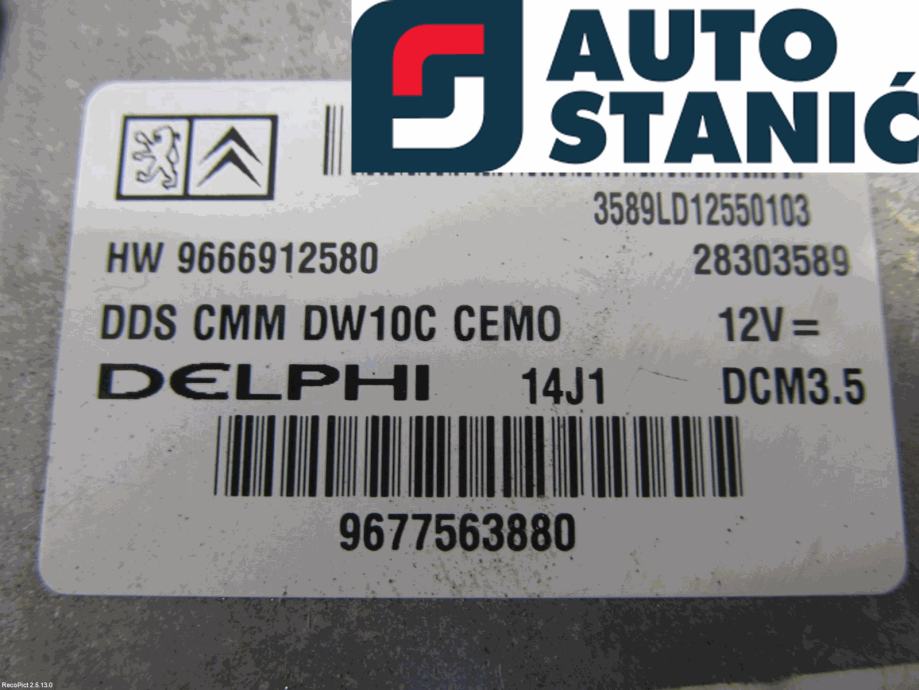 AUTO
STANIĆ
3589LD12550103
HW 9666912580 28303589
DDS CMM DW10C CEMO 12V=
DELPHI 14J1 DCM3.5
9677563880
RecoPict 2.5.13.0